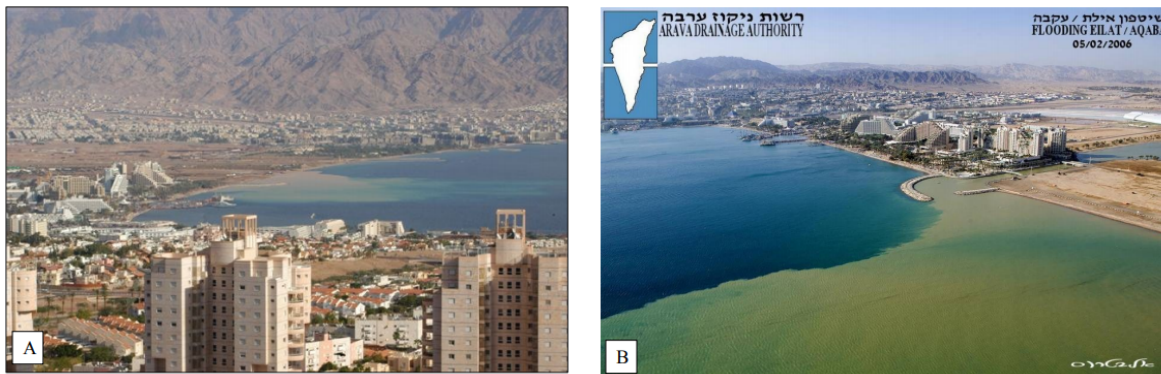 A
רשות ניקוז ערבה
ARAVA DRAINAGE AUTHORITY
שיטפון אילת / עקבה
FLOODING EILAT / AQABA
05/02/2006
B